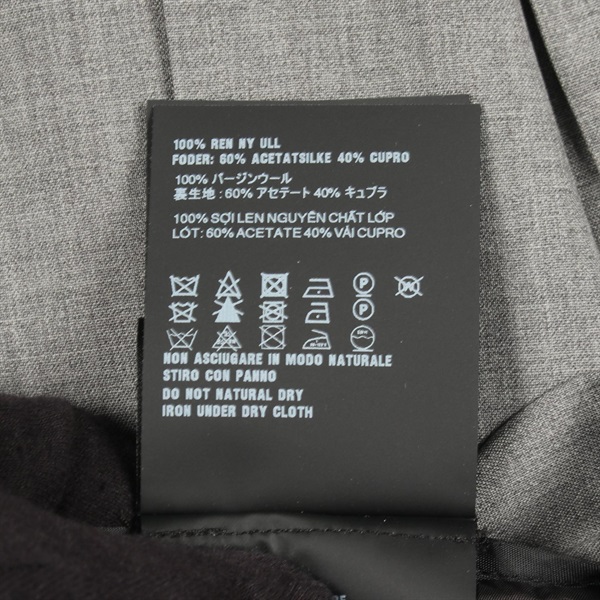 100% REN NY ULL
FODER: 60% ACETATSILKE 40% CUPRO
100% バージンウール
裏生地 : 60% アセテート 40% キュプラ
100% SỢI LEN NGUYÊN CHẤT LỚP
LÓT: 60% ACETATE 40% VẢI CUPRO
P
W
P
NON ASCIUGARE IN MODO NATURALE
STIRO CON PANNO
DO NOT NATURAL DRY
IRON UNDER DRY CLOTH